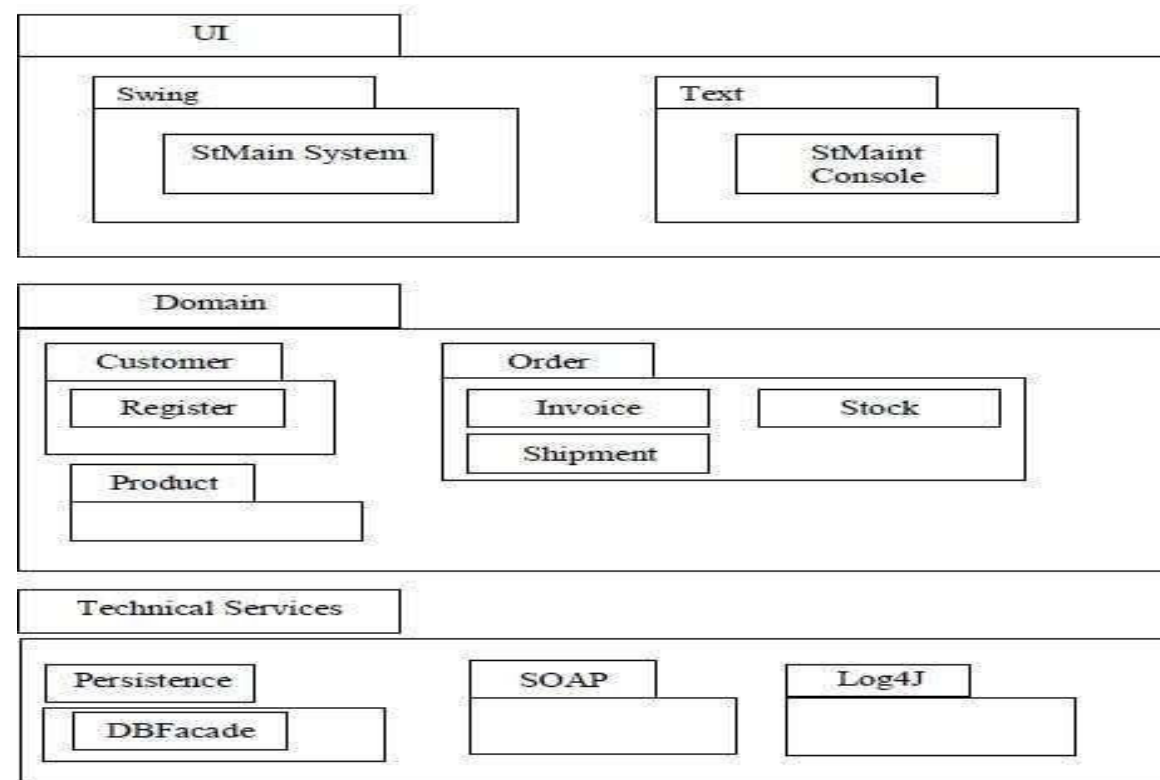 UI
Swing
Text
StMain System
StMaint
Console
Domain
Customer
Order
Register
Invoice
Stock
Shipment
Product
Technical Services
Persistence
SOAP
Log4J
DBFacade